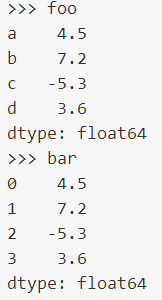 >>> foo
a    4.5
b    7.2
c   -5.3
d    3.6
dtype: float64
>>> bar
0    4.5
1    7.2
2   -5.3
3    3.6
dtype: float64